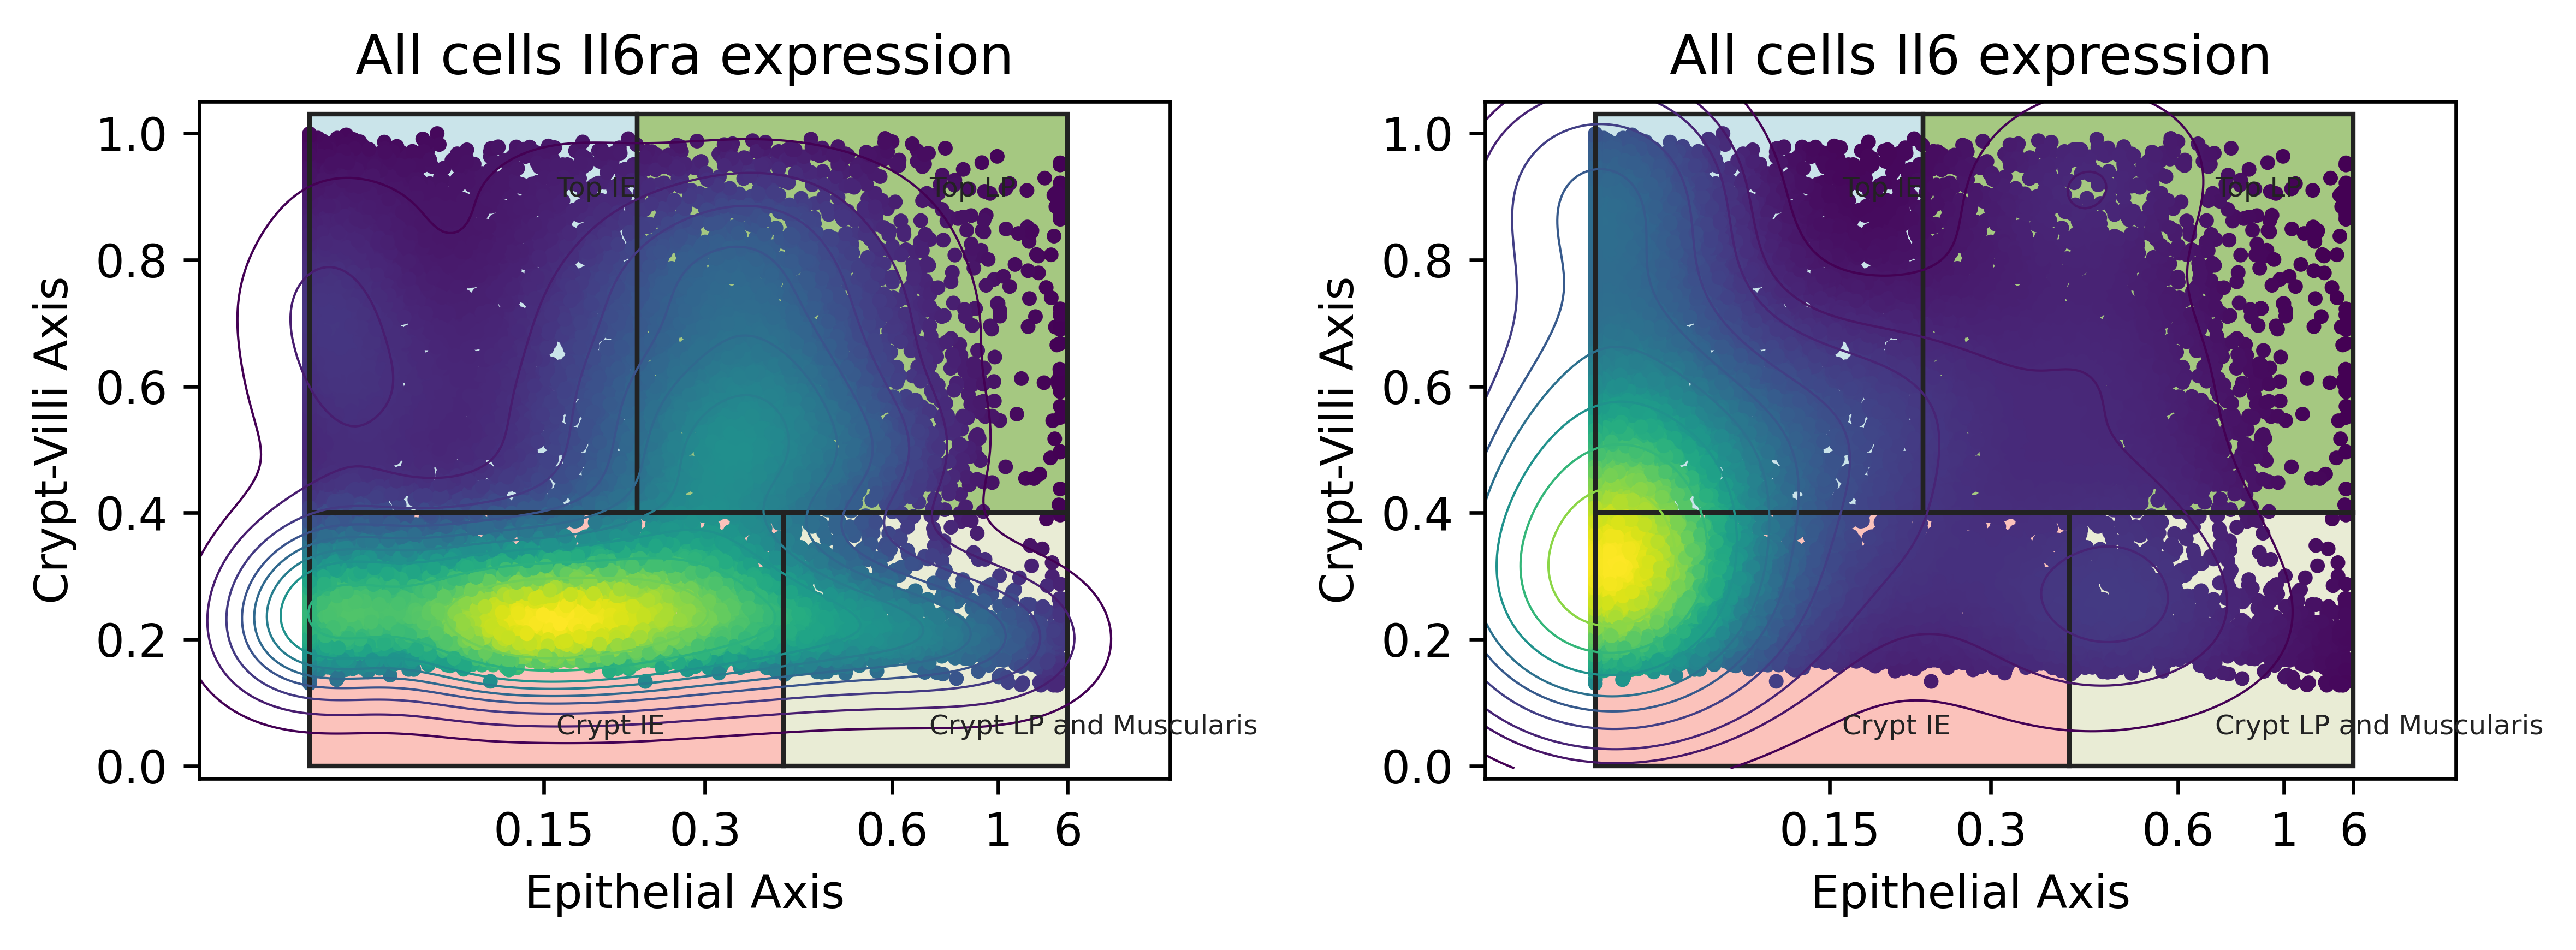 All cells Il6ra expression
1.0
0.8
0.6
0.4
0.2
0.0
Crypt-Villi Axis
Top IE
Top LP
Crypt IE
Crypt LP and Muscularis
0.15 0.3 0.6 1 6
Epithelial Axis
All cells Il6 expression
1.0
0.8
0.6
0.4
0.2
0.0
Crypt-Villi Axis
Top IE
Top LP
Crypt IE
Crypt LP and Muscularis
0.15 0.3 0.6 1 6
Epithelial Axis